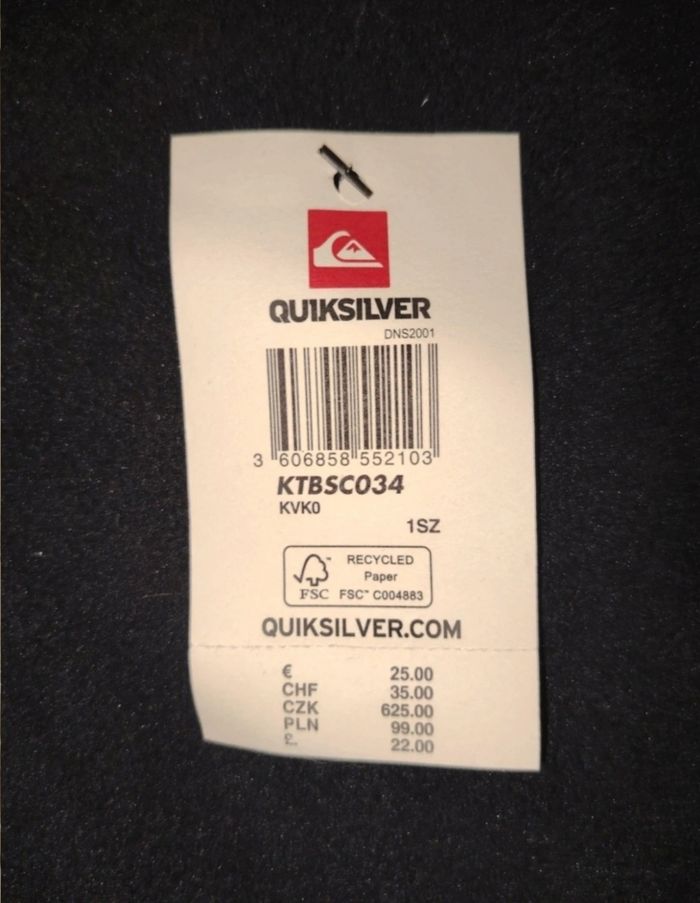 QUIKSILVER
DNS2001
3 606858 552103
KTBSC034
KVK0
1SZ
RECYCLED
Paper
FSC™ C004883
FSC
QUIKSILVER.COM
€ 25.00
CHF 35.00
CZK 625.00
PLN 99.00
£ 22.00